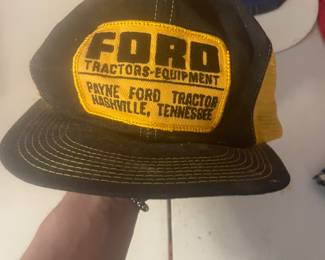 FORD
TRACTORS-EQUIPMENT
PAYNE FORD TRACTOR
NASHVILLE, TENNESSEE